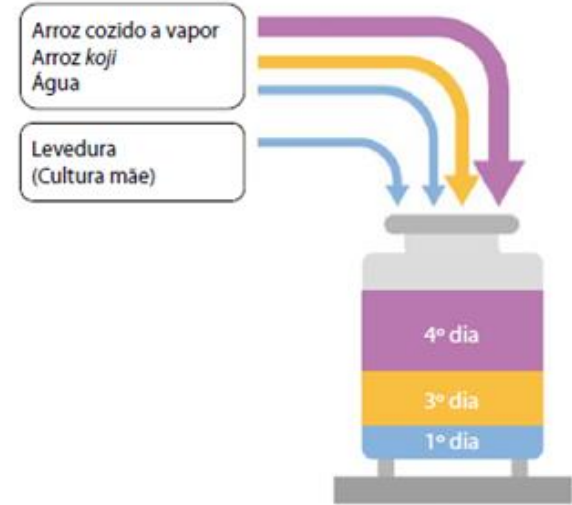 Arroz cozido a vapor
Arroz koji
Água
Levedura
(Cultura mãe)
4º dia
3º dia
1º dia